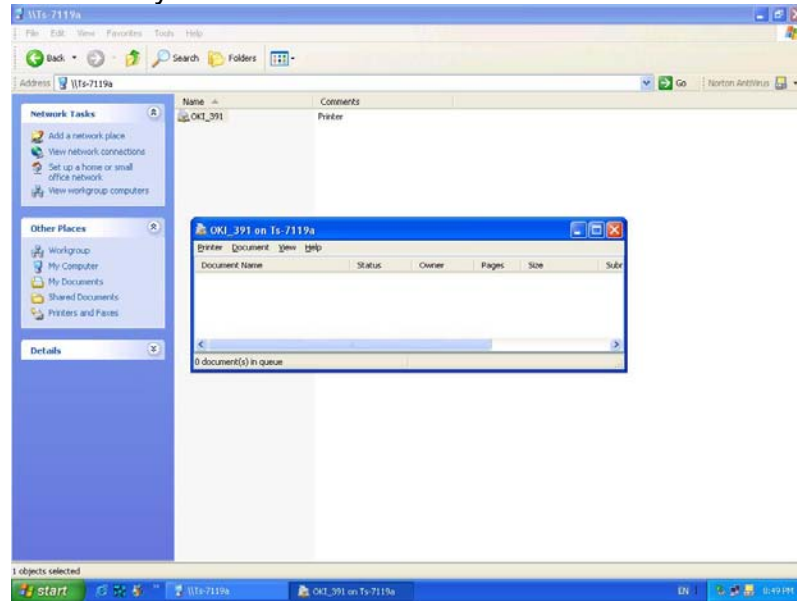 \\Ts-7119a
File Edit View Favorites Tools Help
Back Search Folders
Address \\Ts-7119a Go Norton AntiVirus
Network Tasks
Add a network place
View network connections
Set up a home or small
office network
View workgroup computers
Other Places
Workgroup
My Computer
My Documents
Shared Documents
Printers and Faxes
Details
Name Comments
OKI_391 Printer
OKI_391 on Ts-7119a
Printer Document View Help
Document Name Status Owner Pages Size Subr
0 document(s) in queue
1 objects selected
start \\Ts-7119a OKI_391 on Ts-7119a EN 8:49 PM